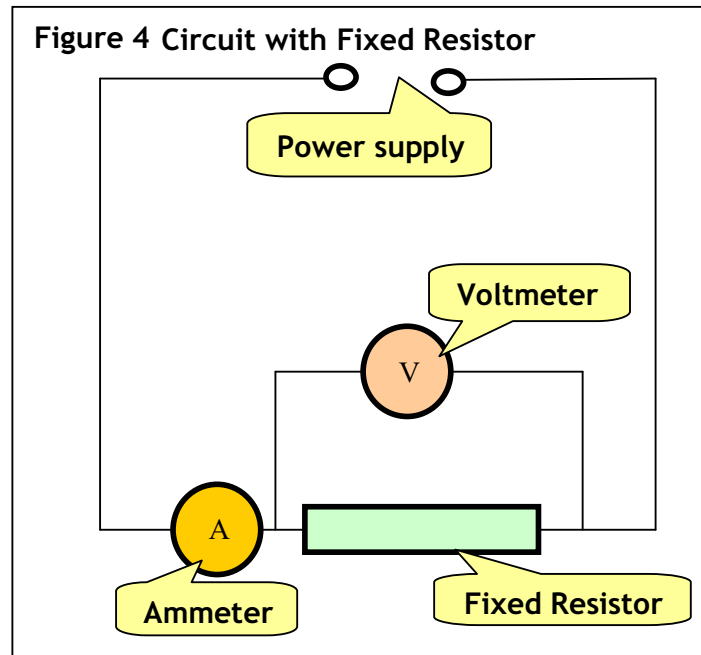 Figure 4 Circuit with Fixed Resistor
Power supply
Voltmeter
V
A
Ammeter
Fixed Resistor